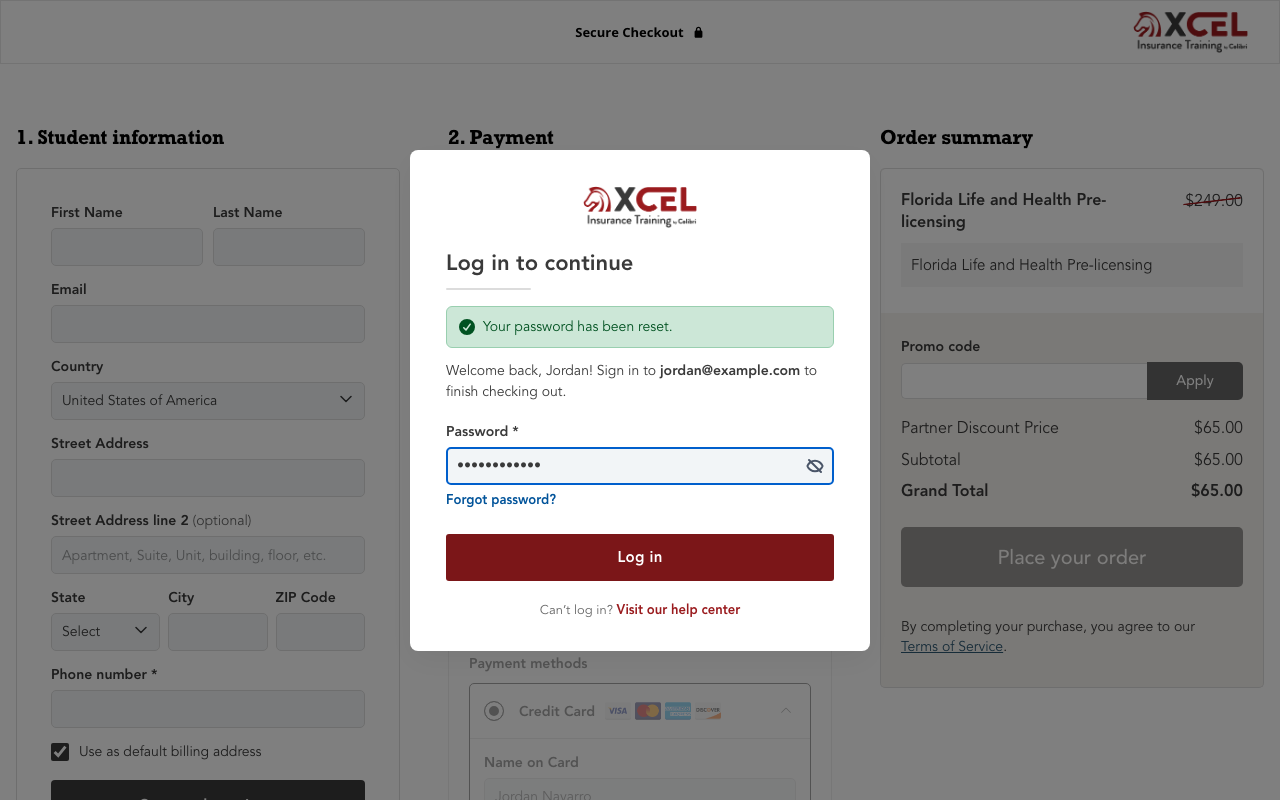 Secure Checkout
XCEL
Insurance Training by Colibri
1. Student information
First Name
Last Name
Email
Country
United States of America
Street Address
Street Address line 2 (optional)
Apartment, Suite, Unit, building, floor, etc.
State
City
ZIP Code
Select
Phone number *
Use as default billing address
2. Payment
XCEL
Insurance Training by Colibri
Log in to continue
Your password has been reset.
Welcome back, Jordan! Sign in to jordan@example.com to
finish checking out.
Password *
••••••••••••
Forgot password?
Log in
Can't log in? Visit our help center
Payment methods
Credit Card VISA DISCOVER
Name on Card
Jordan Navarro
Order summary
Florida Life and Health Pre-
licensing
$249.00
Florida Life and Health Pre-licensing
Promo code
Apply
Partner Discount Price $65.00
Subtotal $65.00
Grand Total $65.00
Place your order
By completing your purchase, you agree to our
Terms of Service.